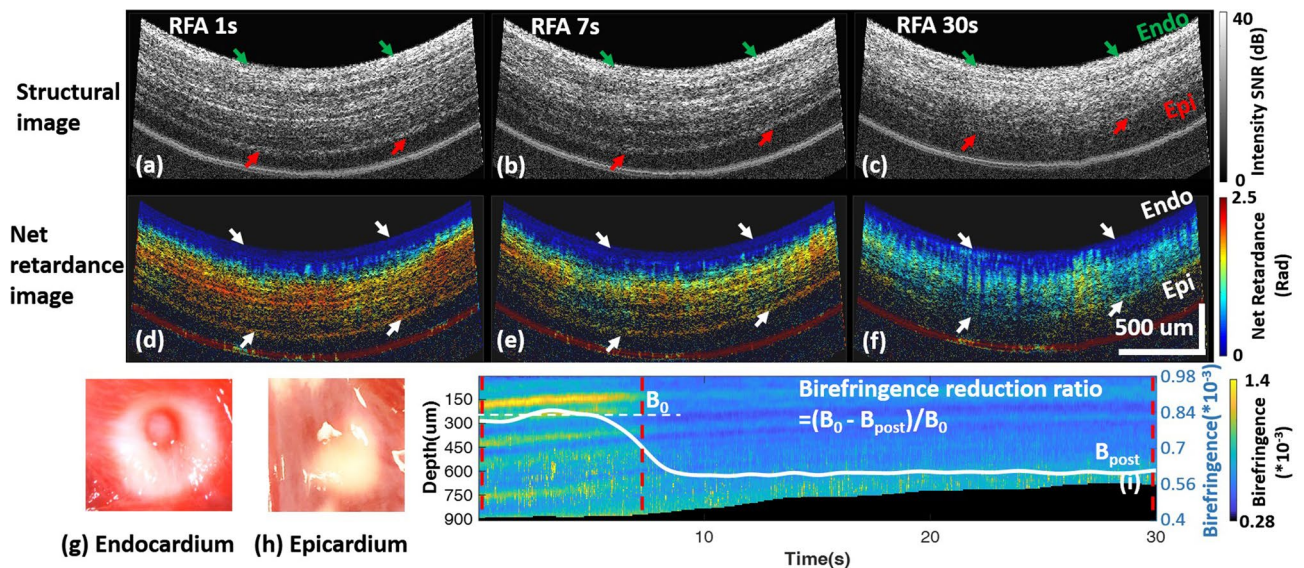 RFA 1s
RFA 7s
RFA 30s
Endo
Epi
40
Intensity SNR (dB)
0
Structural
image
(a)
(b)
(c)
Net
retardance
image
(d)
(e)
(f)
Endo
Epi
500 um
2.5
Net Retardance
(Rad)
0
(g) Endocardium
(h) Epicardium
Depth(um)
150
300
450
600
750
900
B0
Birefringence reduction ratio
=(B0 - Bpost)/B0
Bpost
(i)
10
20
30
Time(s)
0.98
0.84
0.7
0.56
0.4
Birefringence(*10-3)
1.4
Birefringence
(*10-3)
0.28